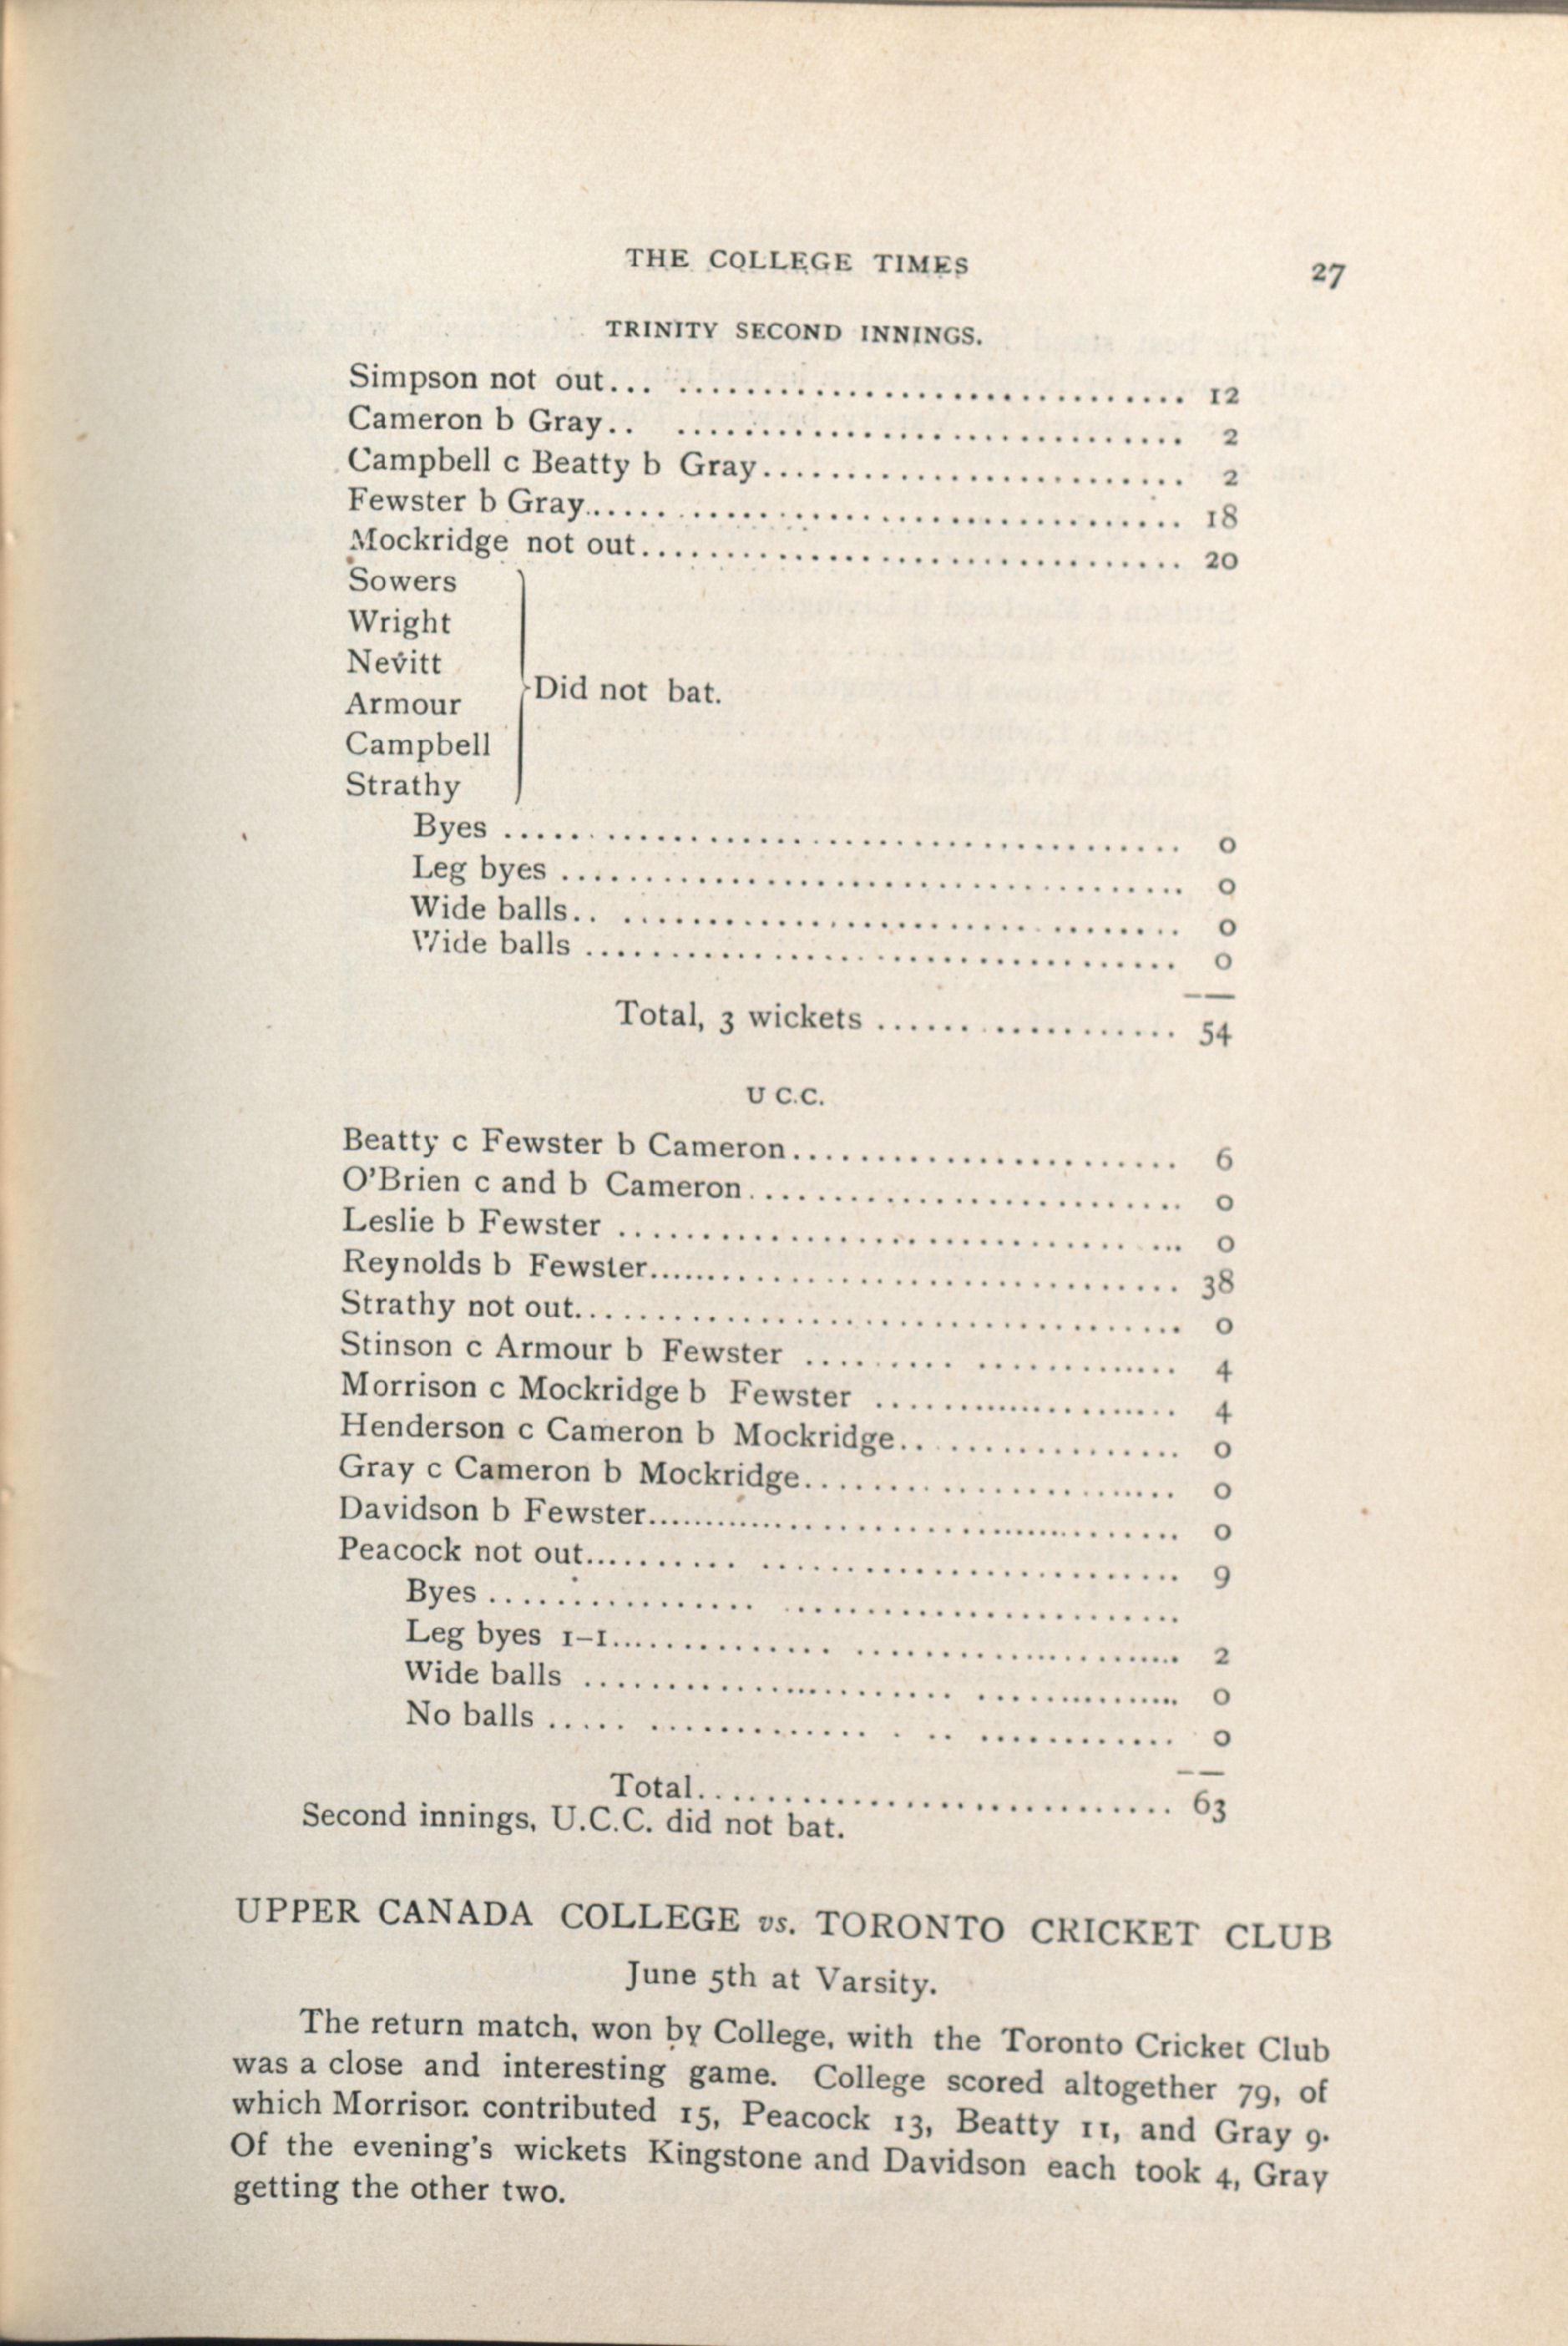 THE COLLEGE TIMES 27
TRINITY SECOND INNINGS.
Simpson not out... .............................. 12
Cameron b Gray.. .............................. 2
Campbell c Beatty b Gray......................... 2
Fewster b Gray...... .............................. 18
Mockridge not out................................ 20
Sowers
Wright
Nevitt
Armour
Did not bat.
Campbell
Strathy
Byes ........................................ 0
Leg byes ..................................... 0
Wide balls.. ................................. 0
Wide balls ................................... 0
Total, 3 wickets .................. 54
U C.C.
Beatty c Fewster b Cameron....................... 6
O'Brien c and b Cameron.......................... 0
Leslie b Fewster ................................. 0
Reynolds b Fewster............................... 38
Strathy not out.................................... 0
Stinson c Armour b Fewster ......... ............ 4
Morrison c Mockridge b Fewster .................. 4
Henderson c Cameron b Mockridge................. 0
Gray c Cameron b Mockridge...................... 0
Davidson b Fewster............................... 0
Peacock not out.......... ......................... 9
Byes ................ .......................
Leg byes 1-1............. ................... 2
Wide balls ...................... ............ 0
No balls ..... ............. . .. ............ 0
Total............................ 63
Second innings, U.C.C. did not bat.
UPPER CANADA COLLEGE vs. TORONTO CRICKET CLUB
June 5th at Varsity.
The return match, won by College, with the Toronto Cricket Club
was a close and interesting game. College scored altogether 79, of
which Morrison contributed 15, Peacock 13, Beatty 11, and Gray 9.
Of the evening's wickets Kingstone and Davidson each took 4, Gray
getting the other two.